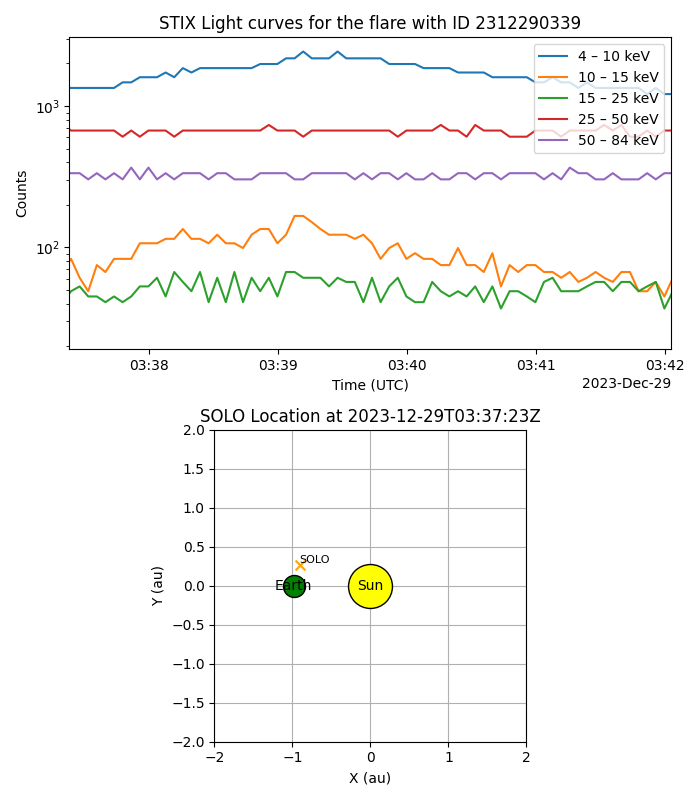 STIX Light curves for the flare with ID 2312290339
4 – 10 keV
10 – 15 keV
15 – 25 keV
25 – 50 keV
50 – 84 keV
10³
10²
Counts
03:38 03:39 03:40 03:41 03:42
Time (UTC)
2023-Dec-29
SOLO Location at 2023-12-29T03:37:23Z
2.0
1.5
1.0
0.5
0.0
−0.5
−1.0
−1.5
−2.0
Y (au)
SOLO
Earth
Sun
−2 −1 0 1 2
X (au)